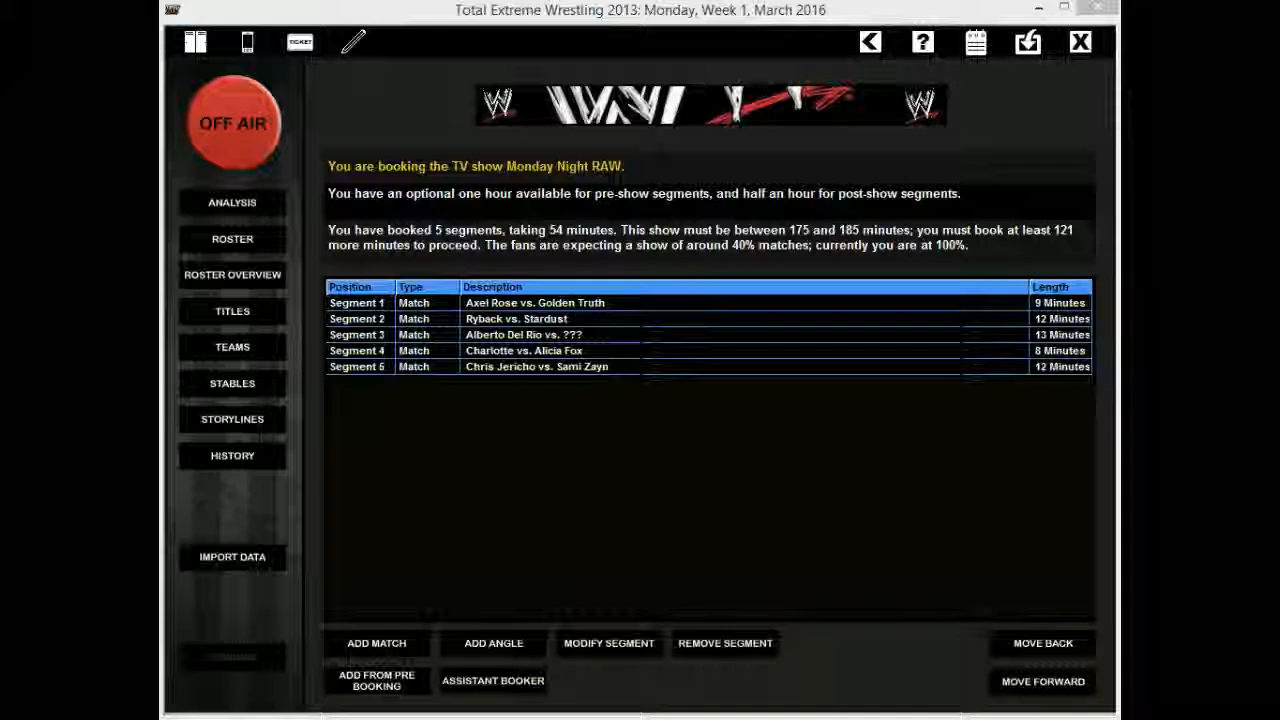 Total Extreme Wrestling 2013: Monday, Week 1, March 2016
TICKET
?
X
OFF AIR
W
W
You are booking the TV show Monday Night RAW.
You have an optional one hour available for pre-show segments, and half an hour for post-show segments.
You have booked 5 segments, taking 54 minutes. This show must be between 175 and 185 minutes; you must book at least 121
more minutes to proceed. The fans are expecting a show of around 40% matches; currently you are at 100%.
ANALYSIS
ROSTER
ROSTER OVERVIEW
TITLES
TEAMS
STABLES
STORYLINES
HISTORY
IMPORT DATA
Position Type Description Length
Segment 1 Match Axel Rose vs. Golden Truth 9 Minutes
Segment 2 Match Ryback vs. Stardust 12 Minutes
Segment 3 Match Alberto Del Rio vs. ??? 13 Minutes
Segment 4 Match Charlotte vs. Alicia Fox 8 Minutes
Segment 5 Match Chris Jericho vs. Sami Zayn 12 Minutes
ADD MATCH
ADD ANGLE
MODIFY SEGMENT
REMOVE SEGMENT
MOVE BACK
ADD FROM PRE
BOOKING
ASSISTANT BOOKER
MOVE FORWARD